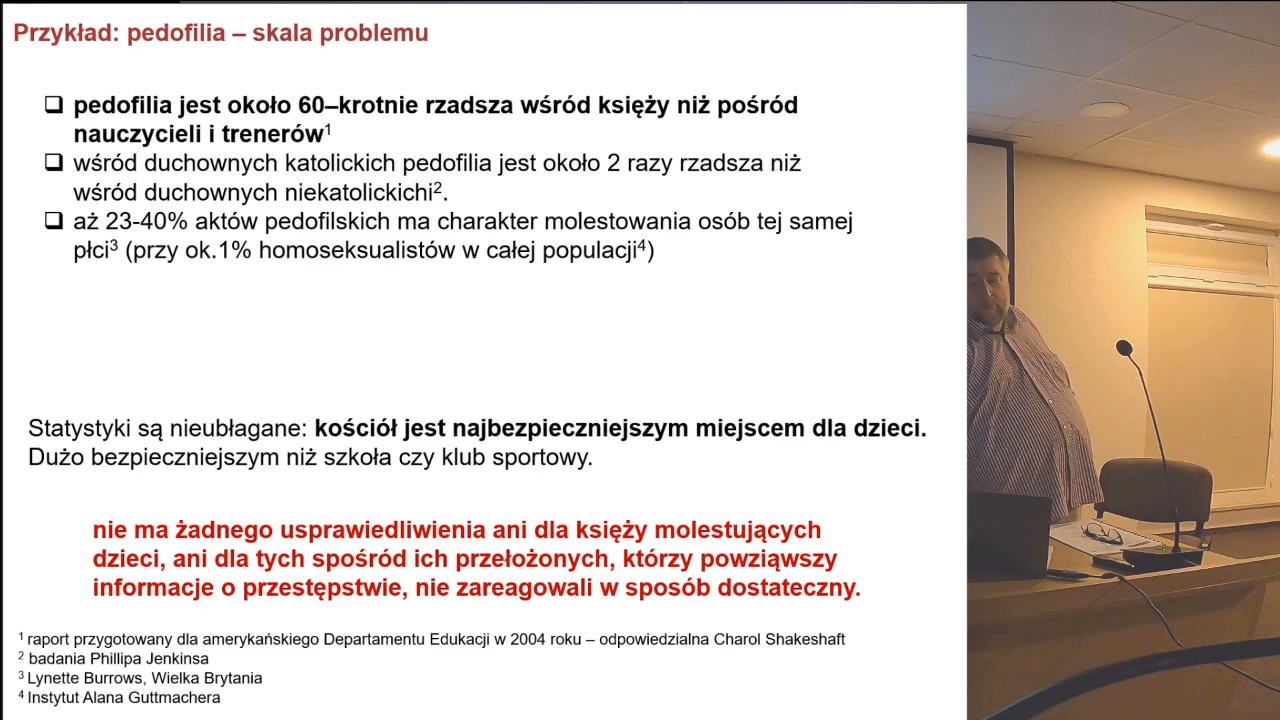 Przykład: pedofilia – skala problemu
❑ pedofilia jest około 60–krotnie rzadsza wśród księży niż pośród
nauczycieli i trenerów1
❑ wśród duchownych katolickich pedofilia jest około 2 razy rzadsza niż
wśród duchownych niekatolickichi2.
❑ aż 23-40% aktów pedofilskich ma charakter molestowania osób tej samej
płci3 (przy ok.1% homoseksualistów w całej populacji4)
Statystyki są nieubłagane: kościół jest najbezpieczniejszym miejscem dla dzieci.
Dużo bezpieczniejszym niż szkoła czy klub sportowy.
nie ma żadnego usprawiedliwienia ani dla księży molestujących
dzieci, ani dla tych spośród ich przełożonych, którzy powziąwszy
informacje o przestępstwie, nie zareagowali w sposób dostateczny.
1 raport przygotowany dla amerykańskiego Departamentu Edukacji w 2004 roku – odpowiedzialna Charol Shakeshaft
2 badania Phillipa Jenkinsa
3 Lynette Burrows, Wielka Brytania
4 Instytut Alana Guttmachera